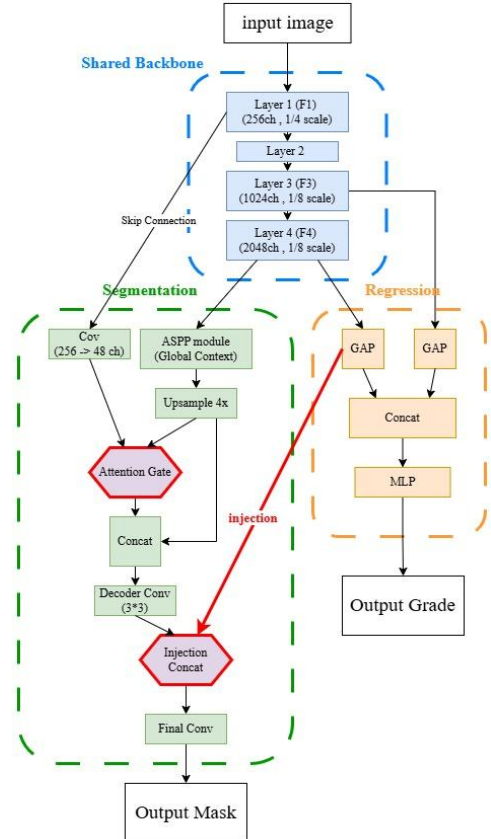 input image
Shared Backbone
Layer 1 (F1)
(256ch , 1/4 scale)
Layer 2
Layer 3 (F3)
(1024ch , 1/8 scale)
Skip Connection
Layer 4 (F4)
(2048ch , 1/8 scale)
Segmentation
Regression
Cov
(256 -> 48 ch)
ASPP module
(Global Context)
GAP
GAP
Upsample 4x
Concat
Attention Gate
MLP
injection
Concat
Decoder Conv
(3*3)
Output Grade
Injection
Concat
Final Conv
Output Mask